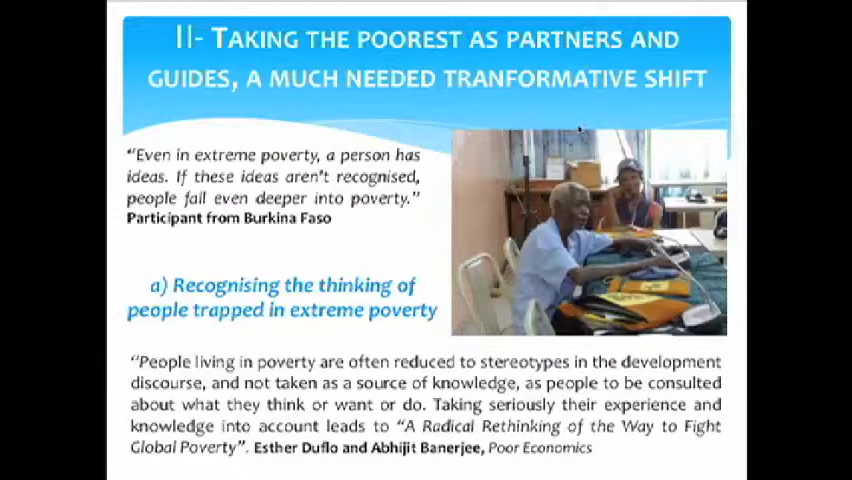 II- TAKING THE POOREST AS PARTNERS AND
GUIDES, A MUCH NEEDED TRANFORMATIVE SHIFT
"Even in extreme poverty, a person has
ideas. If these ideas aren't recognised,
people fall even deeper into poverty."
Participant from Burkina Faso
a) Recognising the thinking of
people trapped in extreme poverty
"People living in poverty are often reduced to stereotypes in the development
discourse, and not taken as a source of knowledge, as people to be consulted
about what they think or want or do. Taking seriously their experience and
knowledge into account leads to "A Radical Rethinking of the Way to Fight
Global Poverty". Esther Duflo and Abhijit Banerjee, Poor Economics